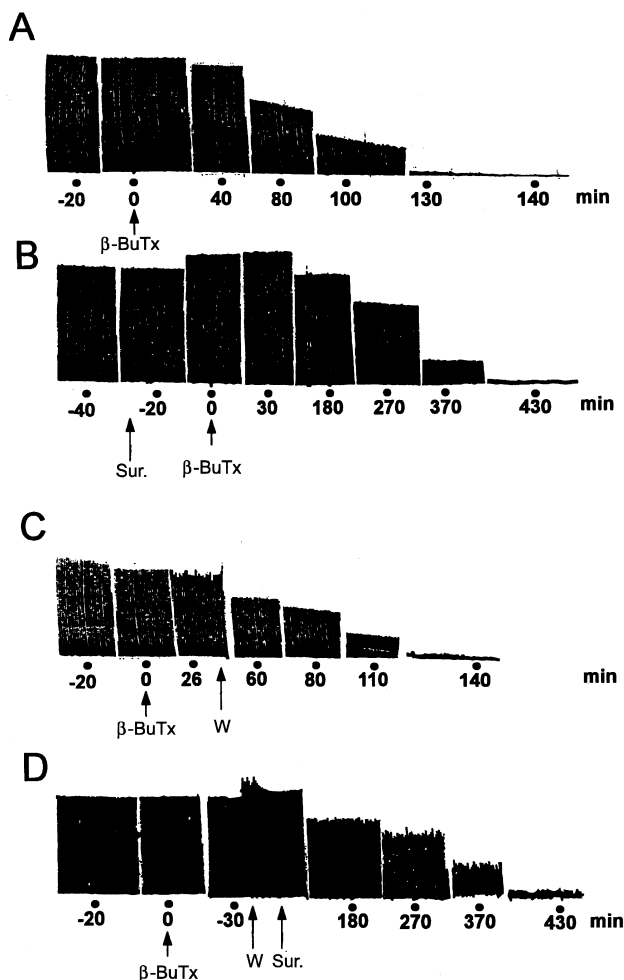 A
-20 0 40 80 100 130 140 min
β-BuTx
B
-40 -20 0 30 180 270 370 430 min
Sur. β-BuTx
C
-20 0 26 60 80 110 140 min
β-BuTx W
D
-20 0 -30 180 270 370 430 min
β-BuTx W Sur.